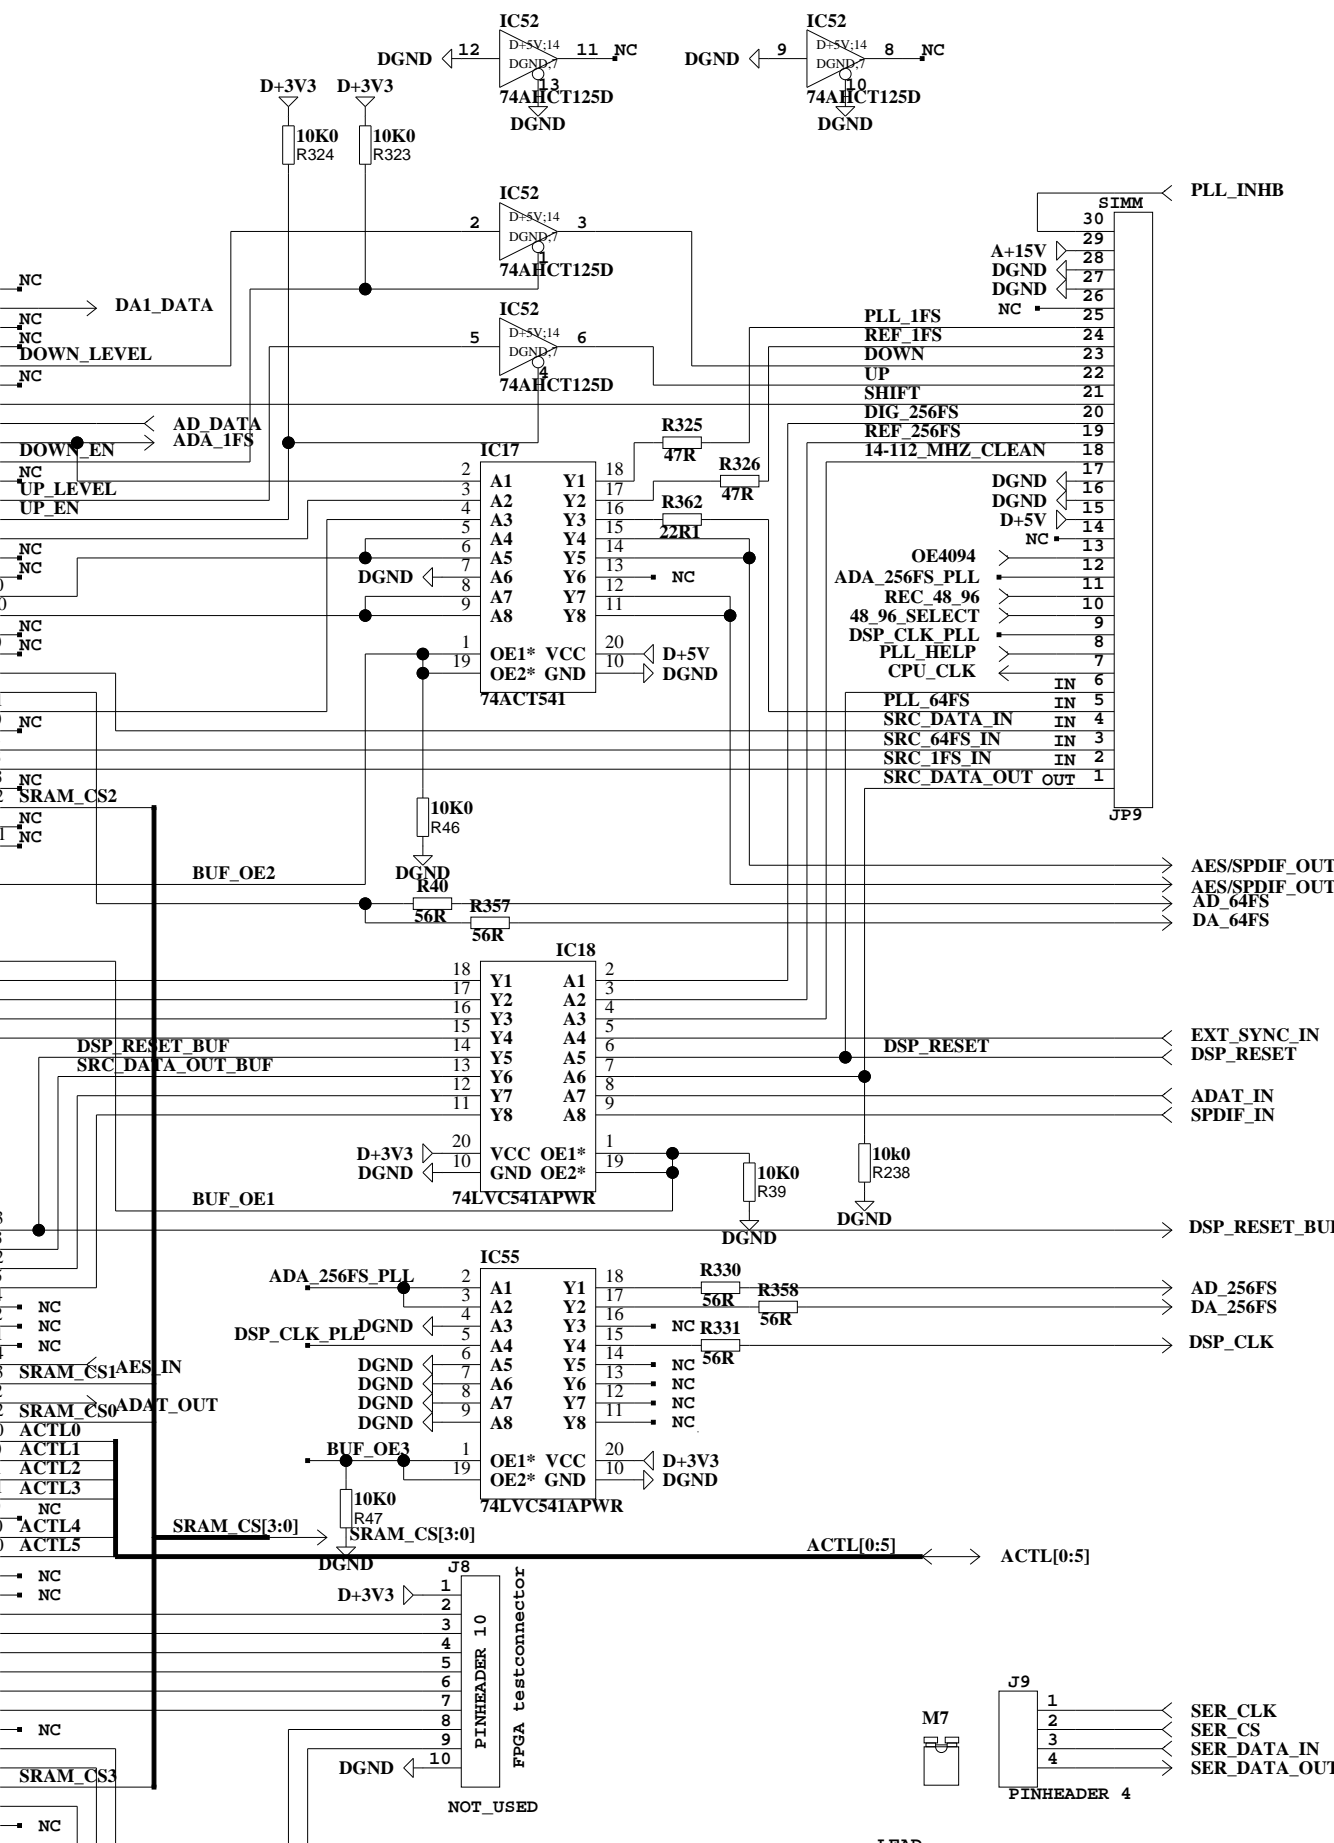 IC52
D+5V;14
DGND;7
DGND 12 11 NC
13
74AHCT125D
DGND
IC52
D+5V;14
DGND;7
DGND 9 8 NC
10
74AHCT125D
DGND
D+3V3 D+3V3
10K0
R324
10K0
R323
IC52
D+5V;14
DGND;7
2 3
1
74AHCT125D
IC52
D+5V;14
DGND;7
5 6
4
74AHCT125D
NC
DA1_DATA
NC
NC
DOWN_LEVEL
NC
AD_DATA
ADA_1FS
DOWN_EN
NC
UP_LEVEL
UP_EN
NC
NC
NC
NC
NC
NC
SRAM_CS2
NC
NC
PLL_INHB
SIMM
30
29
A+15V 28
DGND 27
DGND 26
NC 25
PLL_1FS 24
REF_1FS 23
DOWN 22
UP 21
SHIFT 20
DIG_256FS 19
REF_256FS 18
14-112_MHZ_CLEAN 17
DGND 16
DGND 15
D+5V 14
NC 13
OE4094 12
ADA_256FS_PLL 11
REC_48_96 10
48_96_SELECT 9
DSP_CLK_PLL 8
PLL_HELP 7
CPU_CLK 6
IN
PLL_64FS IN 5
SRC_DATA_IN IN 4
SRC_64FS_IN IN 3
SRC_1FS_IN IN 2
SRC_DATA_OUT OUT 1
JP9
R325
47R
R326
47R
R362
22R1
IC17
2 A1 Y1 18
3 A2 Y2 17
4 A3 Y3 16
5 A4 Y4 15
6 A5 Y5 14
DGND 7 A6 Y6 13 NC
8 A7 Y7 12
9 A8 Y8 11
1 OE1* VCC 20 D+5V
19 OE2* GND 10 DGND
74ACT541
10K0
R46
DGND
BUF_OE2
R40
56R
R357
56R
AES/SPDIF_OUT
AES/SPDIF_OUT
AD_64FS
DA_64FS
IC18
18 Y1 A1 2
17 Y2 A2 3
16 Y3 A3 4
15 Y4 A4 5
14 Y5 A5 6
13 Y6 A6 7
12 Y7 A7 8
11 Y8 A8 9
D+3V3 20 VCC OE1* 1
DGND 10 GND OE2* 19
74LVC541APWR
DSP_RESET_BUF
SRC_DATA_OUT_BUF
DSP_RESET
EXT_SYNC_IN
DSP_RESET
ADAT_IN
SPDIF_IN
10K0
R39
DGND
10k0
R238
DGND
BUF_OE1
DSP_RESET_BUF
IC55
ADA_256FS_PLL 2 A1 Y1 18 R330 56R AD_256FS
3 A2 Y2 17 R358 56R DA_256FS
DGND 4 A3 Y3 16 NC
DSP_CLK_PLL 5 A4 Y4 15 R331 56R DSP_CLK
DGND 6 A5 Y5 14 NC
DGND 7 A6 Y6 13 NC
DGND 8 A7 Y7 12 NC
DGND 9 A8 Y8 11 NC
BUF_OE3 1 OE1* VCC 20 D+3V3
19 OE2* GND 10 DGND
74LVC541APWR
10K0
R47
DGND
NC
NC
NC
SRAM_CS1 AES_IN
ADAT_OUT
SRAM_CS0
ACTL0
ACTL1
ACTL2
ACTL3
NC
ACTL4
ACTL5
NC
NC
SRAM_CS[3:0]
SRAM_CS[3:0]
ACTL[0:5]
ACTL[0:5]
J8
D+3V3 1
2
3
4
5
6
7
8
9
DGND 10
PINHEADER 10
FPGA testconnector
NOT_USED
NC
SRAM_CS3
NC
M7
J9
1 SER_CLK
2 SER_CS
3 SER_DATA_IN
4 SER_DATA_OUT
PINHEADER 4